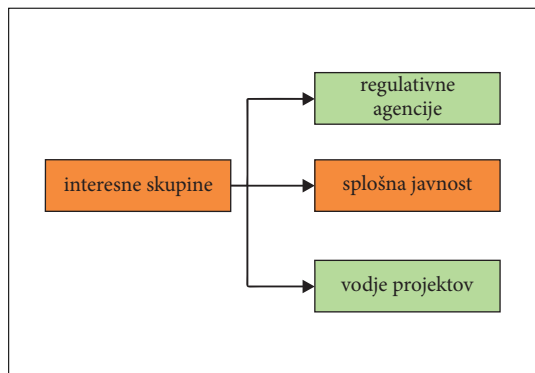 regulativne
agencije
interesne skupine
splošna javnost
vodje projektov